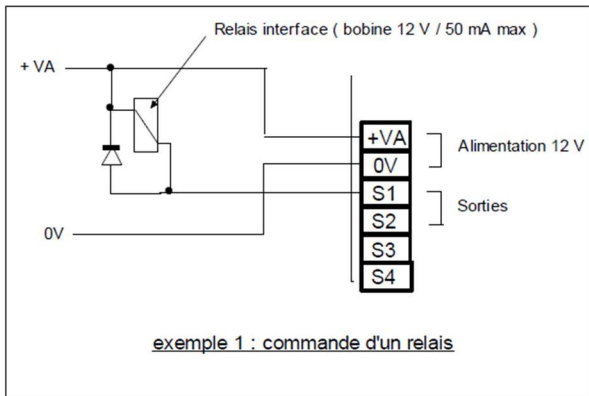 Relais interface ( bobine 12 V / 50 mA max )
+ VA
+VA
Alimentation 12 V
0V
S1
Sorties
S2
0V
S3
S4
exemple 1 : commande d'un relais